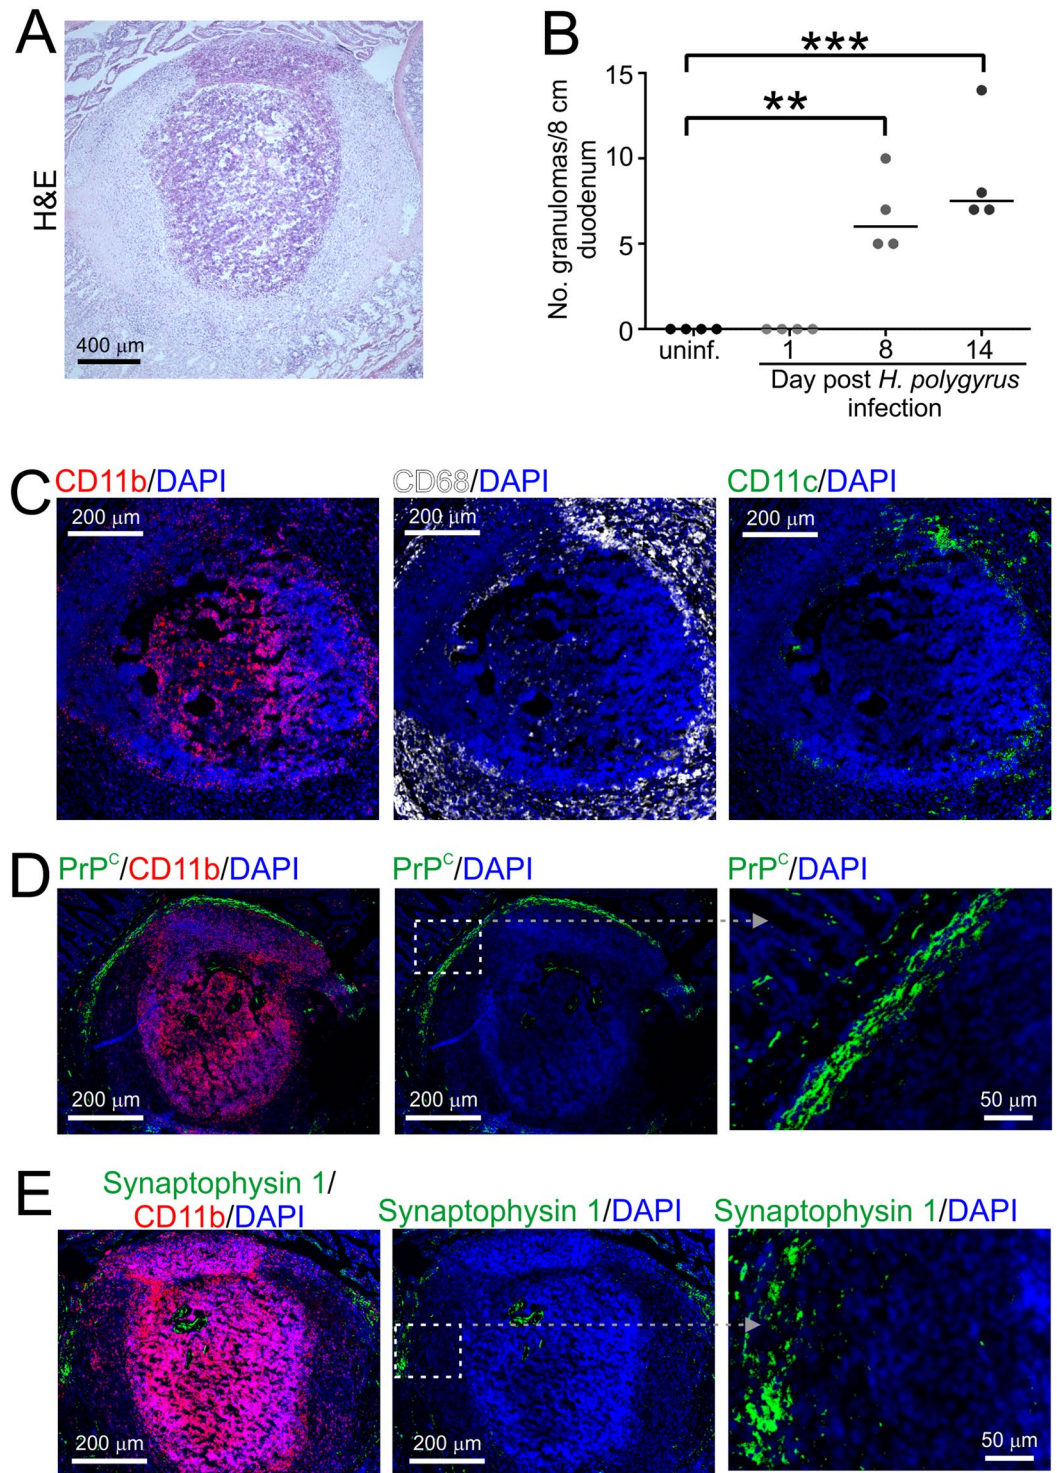 A
H&E
400 μm
B
No. granulomas/8 cm
duodenum
15
10
5
0
***
**
uninf.
1
8
14
Day post H. polygyrus
infection
C
CD11b/DAPI
200 μm
CD68/DAPI
200 μm
CD11c/DAPI
200 μm
D
PrPᶜ/CD11b/DAPI
200 μm
PrPᶜ/DAPI
200 μm
PrPᶜ/DAPI
50 μm
E
Synaptophysin 1/
CD11b/DAPI
200 μm
Synaptophysin 1/DAPI
200 μm
Synaptophysin 1/DAPI
50 μm